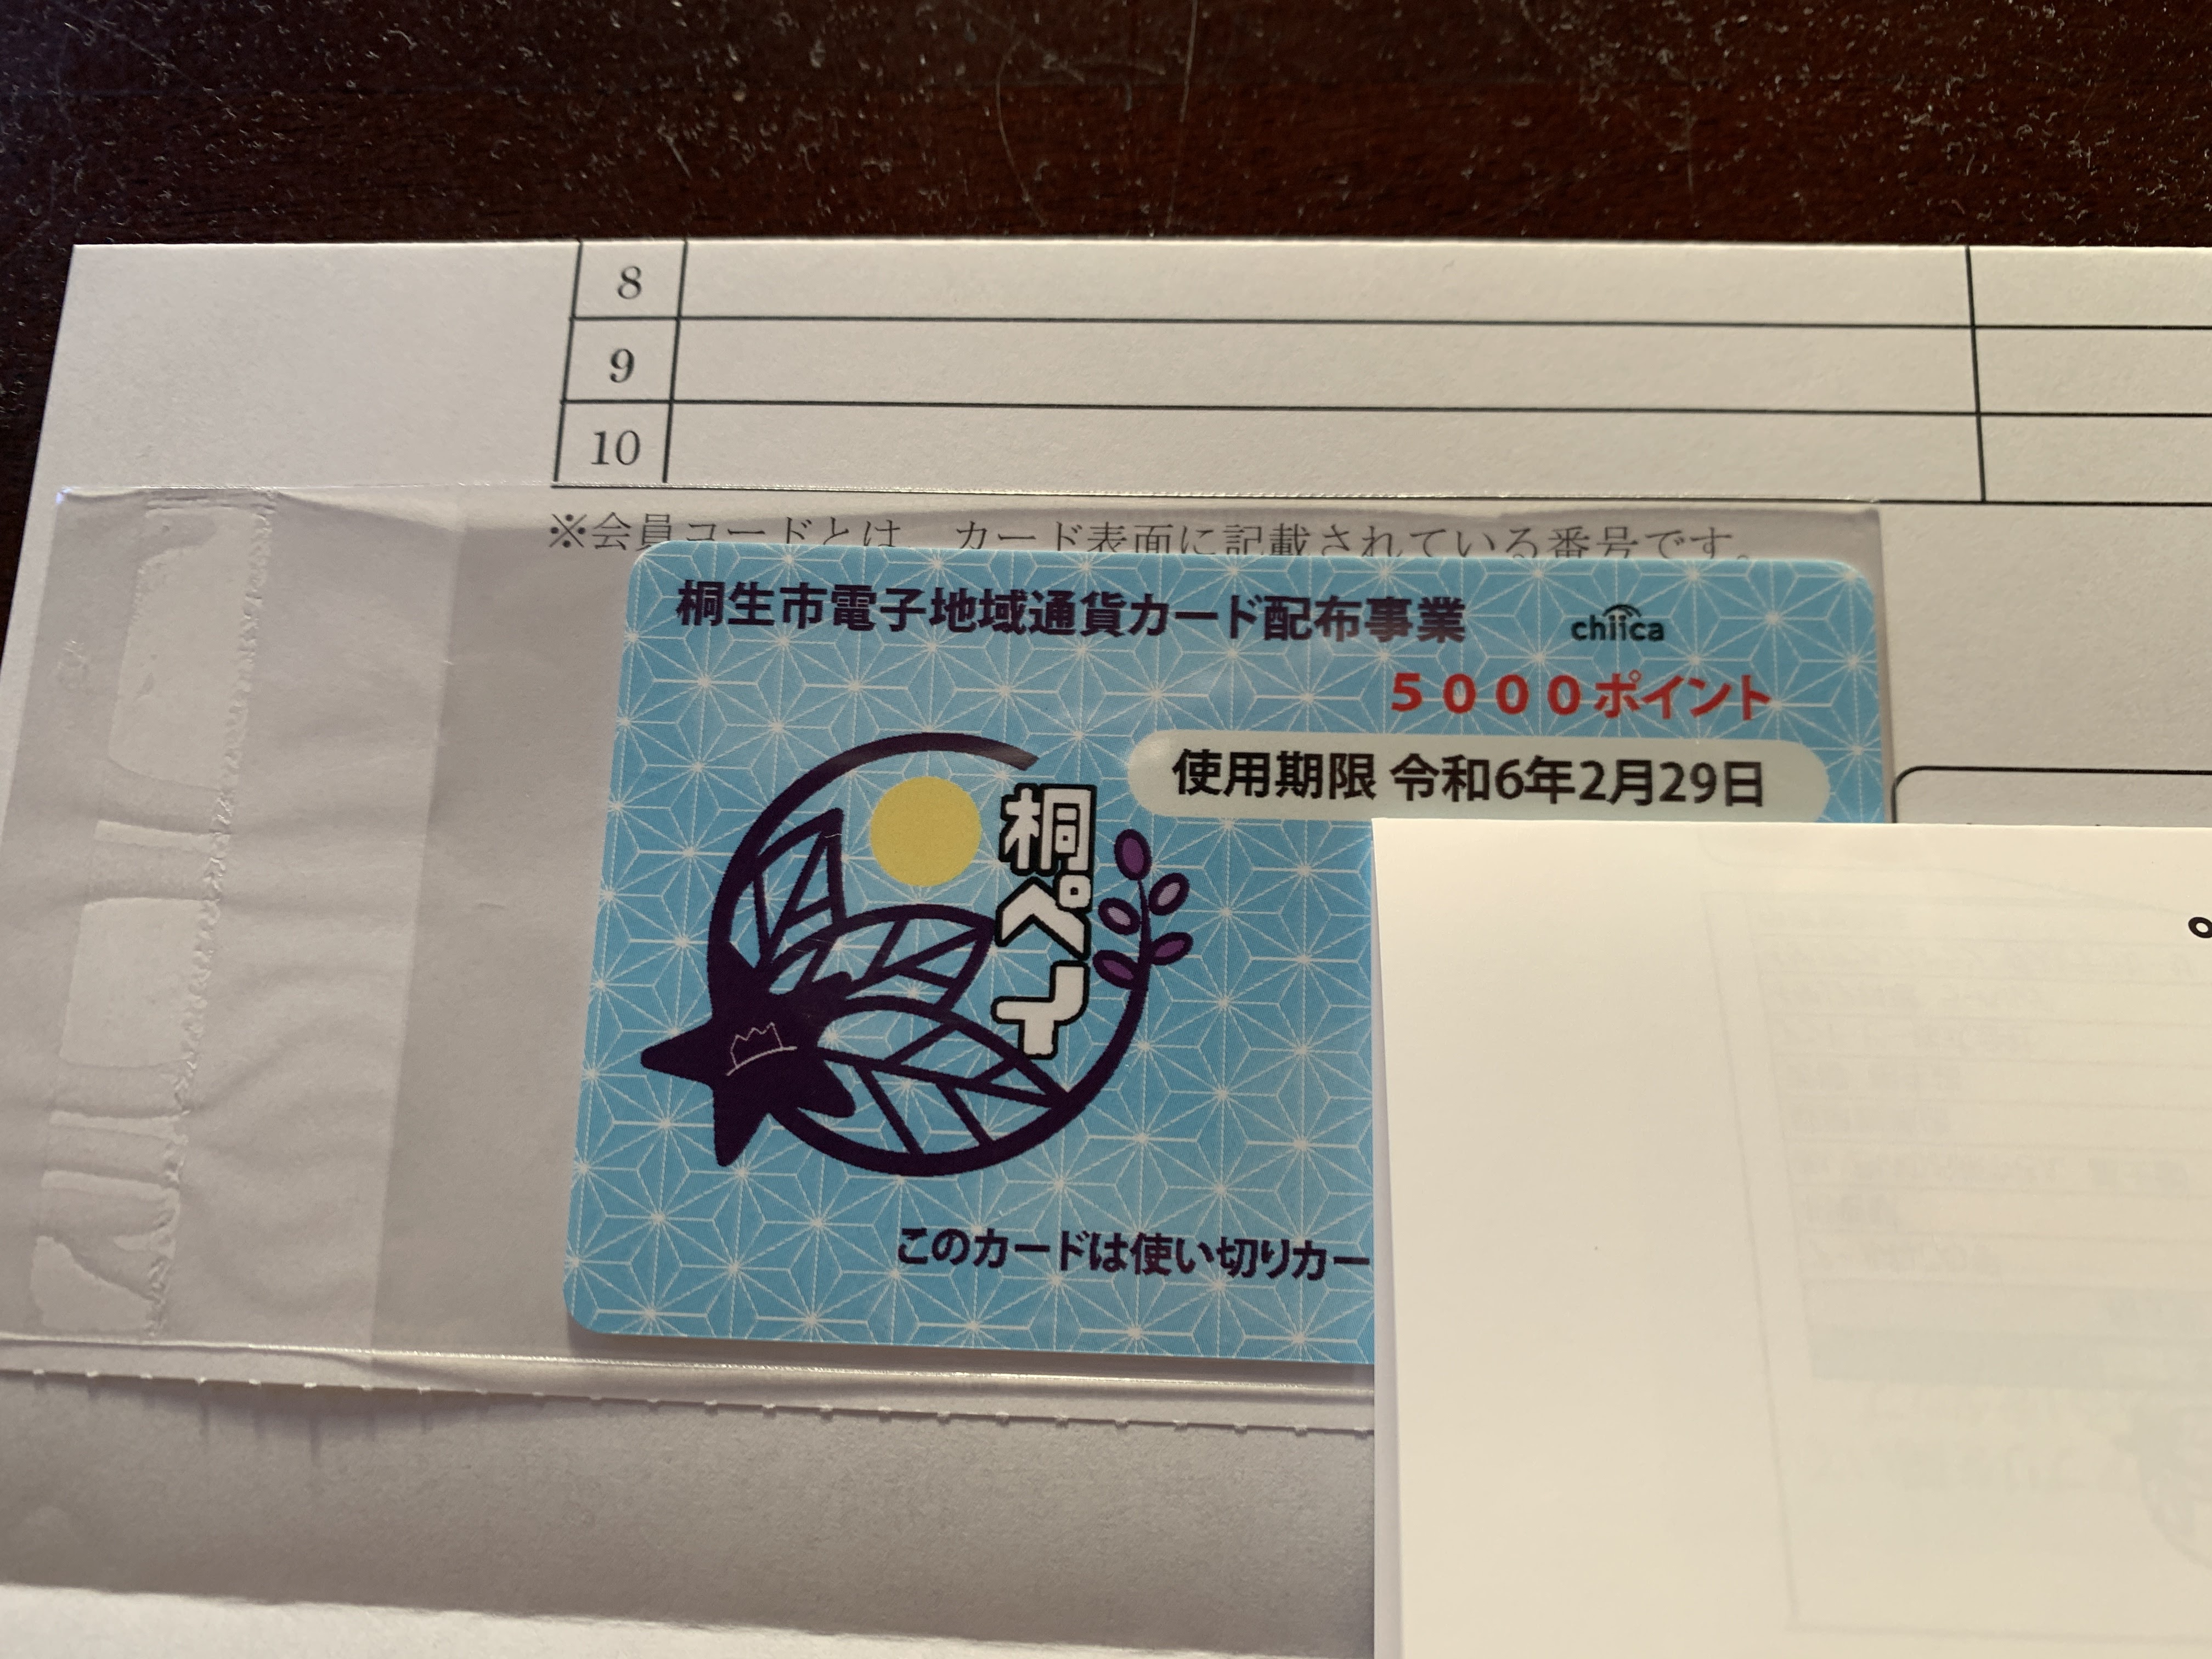 8
9
10
※会員コードとは、カード表面に記載されている番号です。
桐生市電子地域通貨カード配布事業
chiica
5000ポイント
使用期限 令和6年2月29日
桐ペイ
このカードは使い切りカー